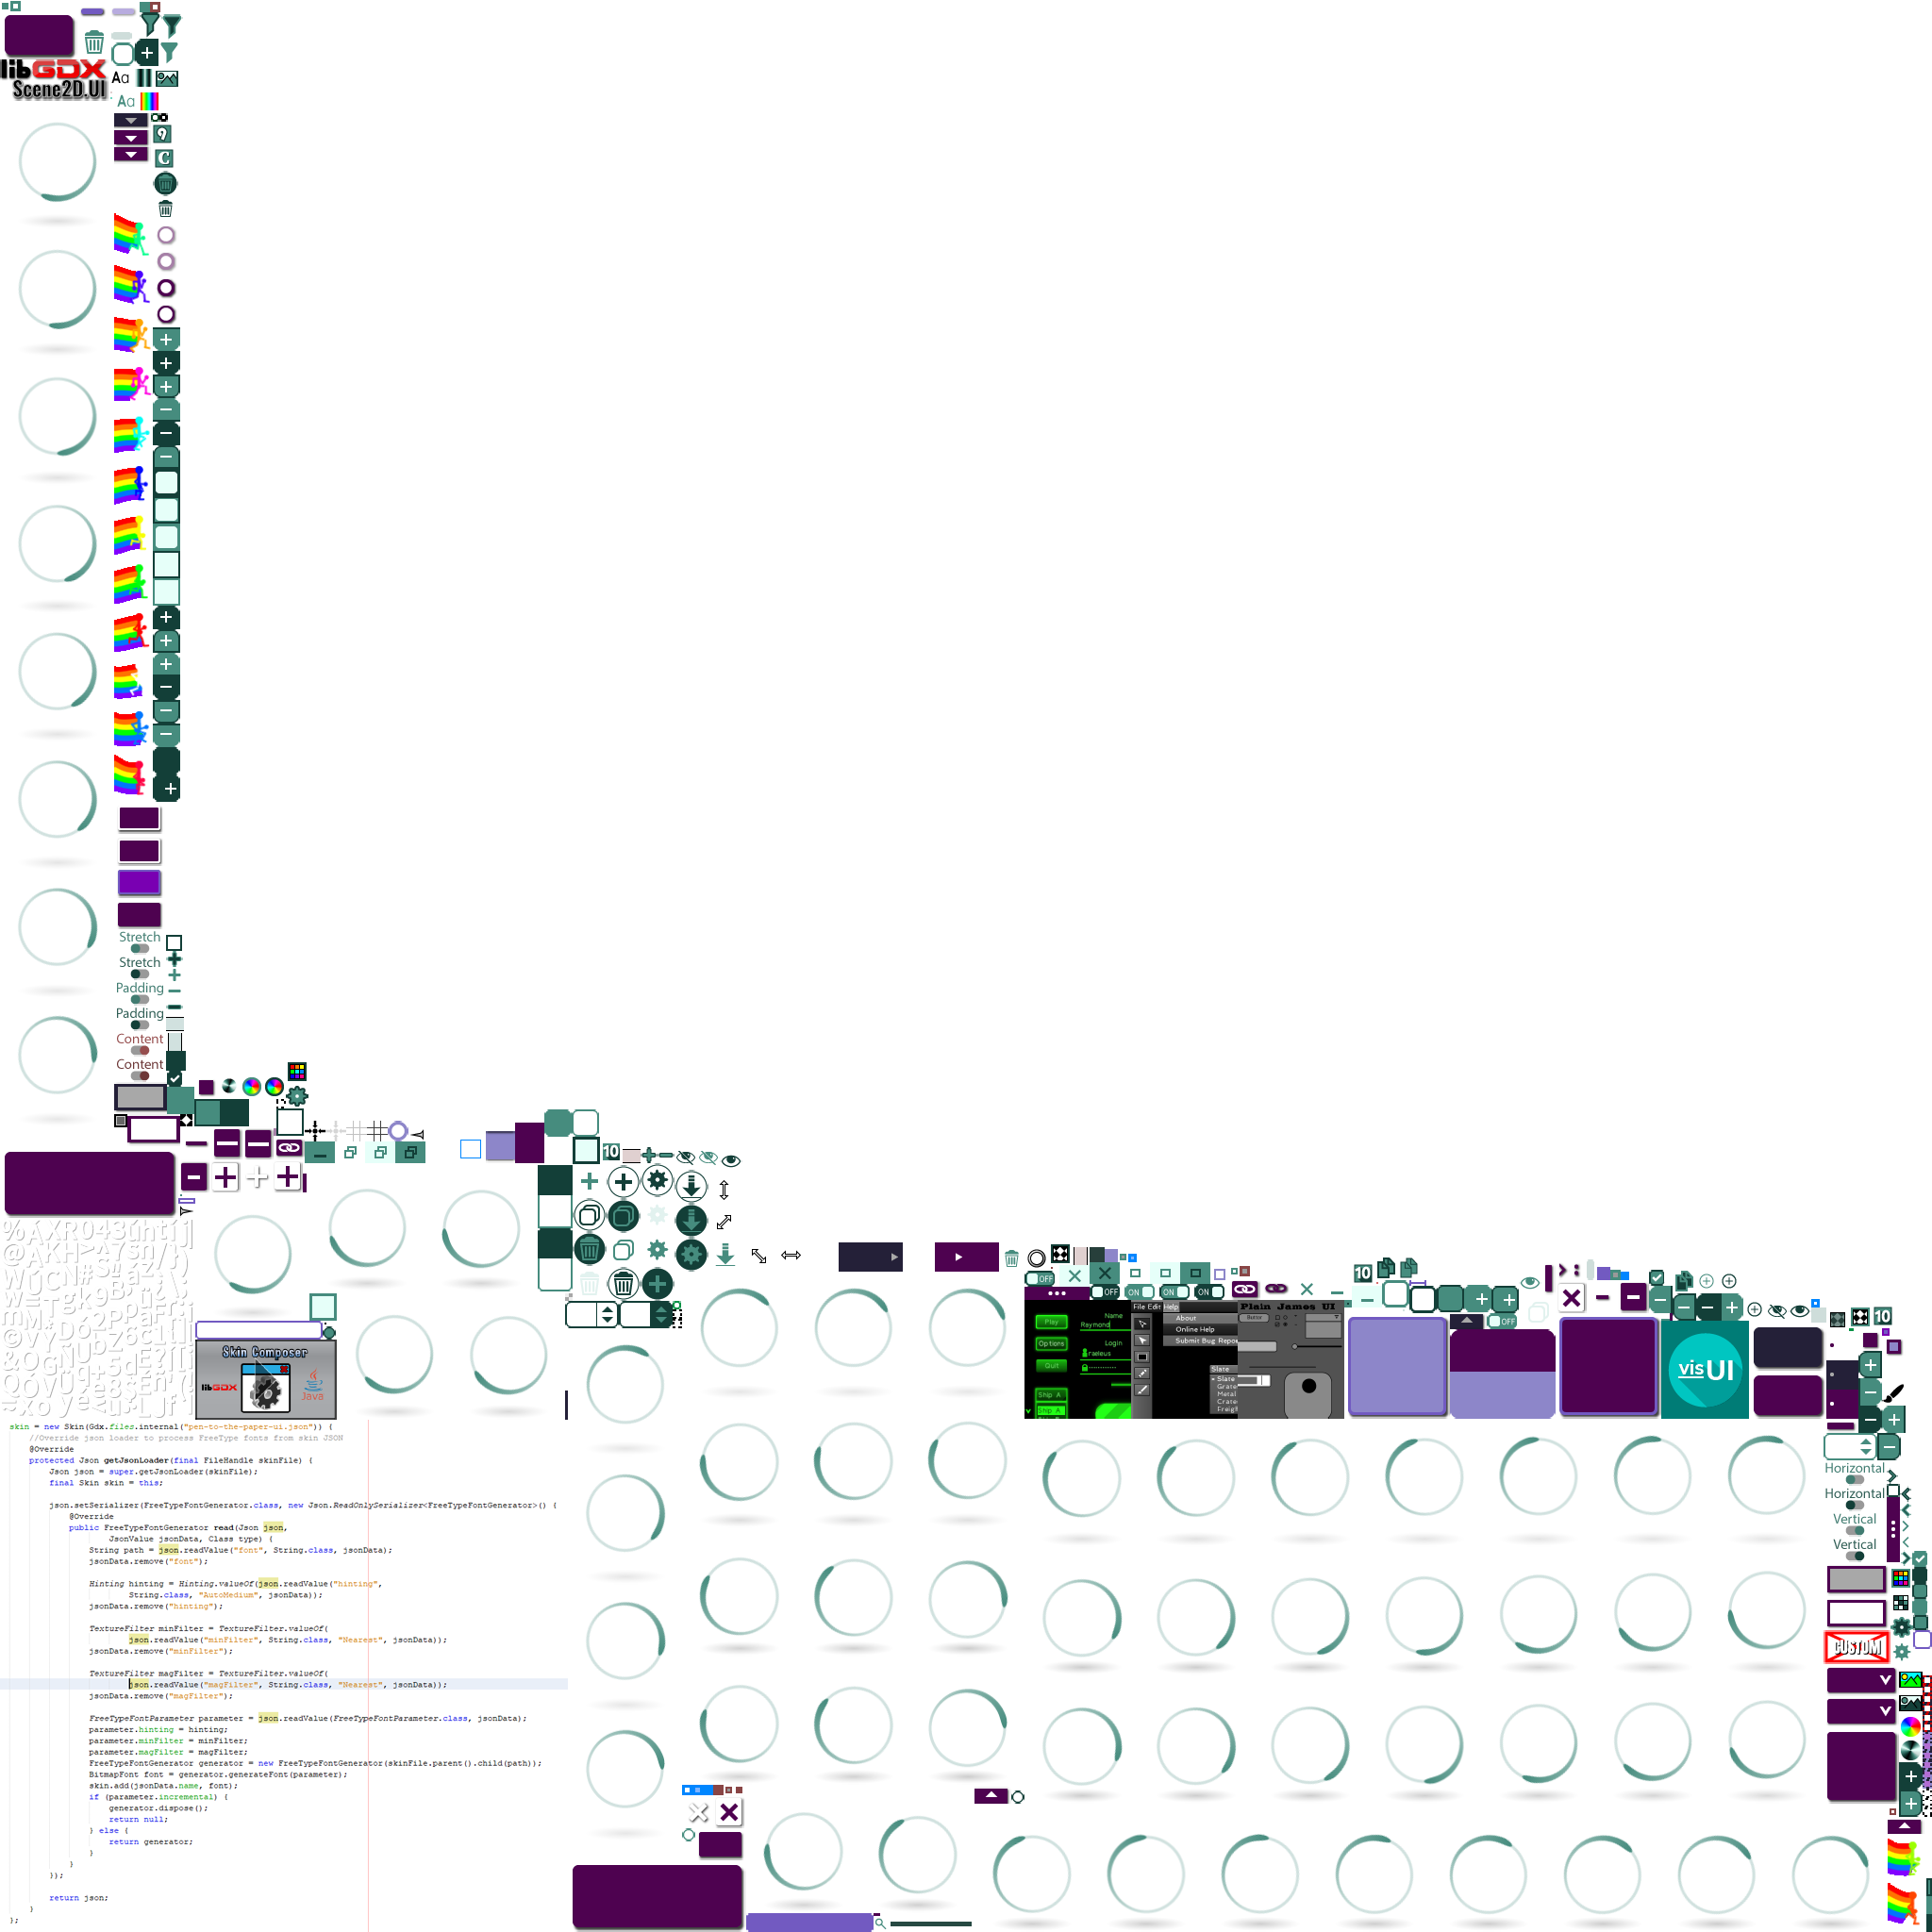 libGDX
Scene2D.UI
Aa
Aa
9
C
Stretch
Stretch
Padding
Padding
Content
Content
10
%ÁXR043úhtíj|
OFF
OFF
ON
ON
ON
10
OFF
10
Name
Play
Raymond
Options
Login
raeleus
Quit
Ship A
Ship A
File Edit Help
About
Online Help
Submit Bug Repor
Slate
Slate
Grate
Metal
Crate
Freigh
Plain James UI
vis UI
Skin Composer
libGDX
Java
Horizontal
Horizontal
Vertical
Vertical
CUSTOM
skin = new Skin(Gdx.files.internal("pen-to-the-paper-ui.json")) {
//Override json loader to process FreeType fonts from skin JSON
@Override
protected Json getJsonLoader(final FileHandle skinFile) {
Json json = super.getJsonLoader(skinFile);
final Skin skin = this;
json.setSerializer(FreeTypeFontGenerator.class, new Json.ReadOnlySerializer<FreeTypeFontGenerator>() {
@Override
public FreeTypeFontGenerator read(Json json,
JsonValue jsonData, Class type) {
String path = json.readValue("font", String.class, jsonData);
jsonData.remove("font");
Hinting hinting = Hinting.valueOf(json.readValue("hinting",
String.class, "AutoMedium", jsonData));
jsonData.remove("hinting");
TextureFilter minFilter = TextureFilter.valueOf(
json.readValue("minFilter", String.class, "Nearest", jsonData));
jsonData.remove("minFilter");
TextureFilter magFilter = TextureFilter.valueOf(
json.readValue("magFilter", String.class, "Nearest", jsonData));
jsonData.remove("magFilter");
FreeTypeFontParameter parameter = json.readValue(FreeTypeFontParameter.class, jsonData);
parameter.hinting = hinting;
parameter.minFilter = minFilter;
parameter.magFilter = magFilter;
FreeTypeFontGenerator generator = new FreeTypeFontGenerator(skinFile.parent().child(path));
BitmapFont font = generator.generateFont(parameter);
skin.add(jsonData.name, font);
if (parameter.incremental) {
generator.dispose();
return null;
} else {
return generator;
}
}
});
return json;
}
};